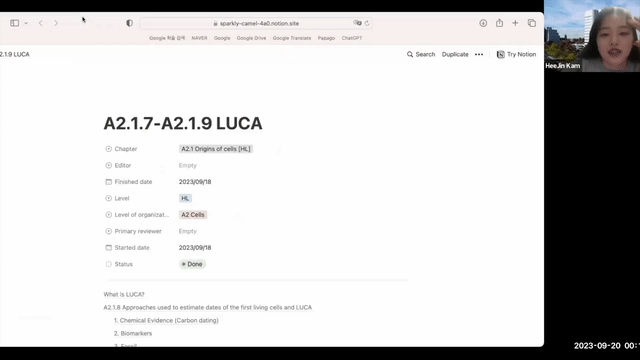 sparkly-camel-4a0.notion.site
Google 뒤움 검색 NAVER Google Google Drive Google Translate Papago ChatGPT
2.1.9 LUCA
Search Duplicate ••• Try Notion
HeeJin Kam
A2.1.7-A2.1.9 LUCA
Chapter A2.1 Origins of cells [HL]
Editor Empty
Finished date 2023/09/18
Level HL
Level of organizat... A2 Cells
Primary reviewer Empty
Started date 2023/09/18
Status Done
What is LUCA?
A2.1.8 Approaches used to estimate dates of the first living cells and LUCA
1. Chemical Evidence (Carbon dating)
2. Biomarkers
3. Fossil
2023-09-20 00:1